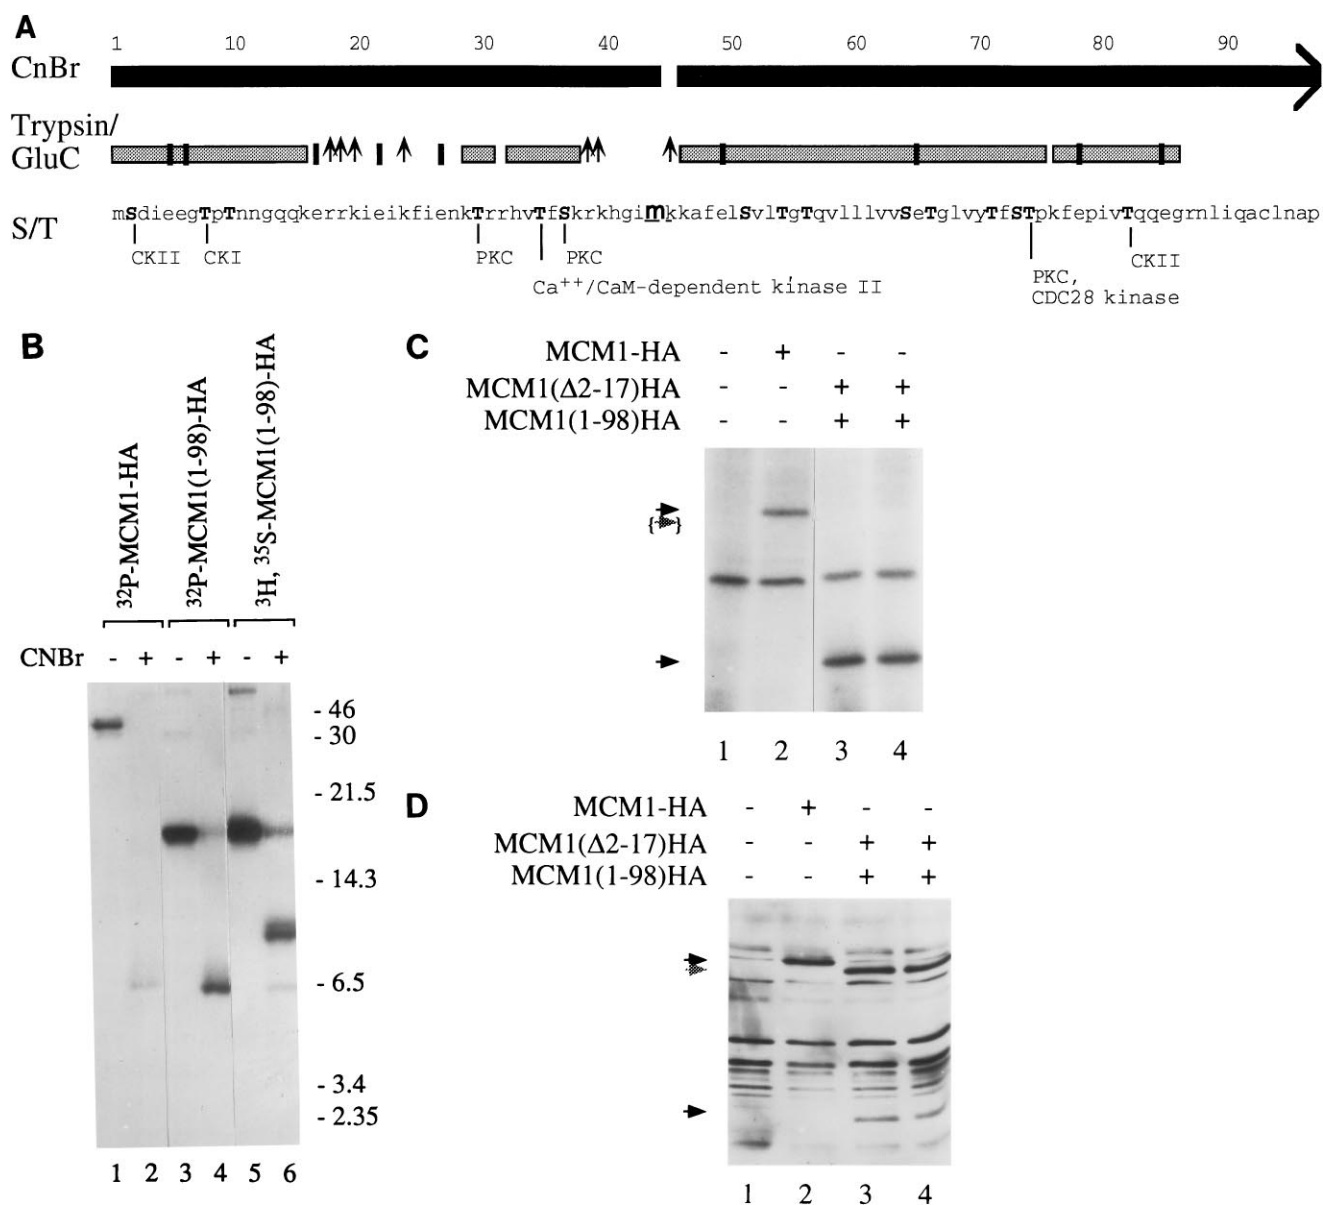 A
1 10 20 30 40 50 60 70 80 90
CnBr
Trypsin/
GluC
mSdieegTpTnngqqkerrkieikfienkTrrhvTfSkrkhgimkkafelSvlTgTqvlllvvSeTglvyTfSTpkfepivTqqegrnliqaclnap
S/T
CKII CKI PKC PKC CKII
Ca++/CaM-dependent kinase II
PKC,
CDC28 kinase
B
32P-MCM1-HA
32P-MCM1(1-98)-HA
3H, 35S-MCM1(1-98)-HA
CNBr - + - + - +
- 46
- 30
- 21.5
- 14.3
- 6.5
- 3.4
- 2.35
1 2 3 4 5 6
C
MCM1-HA - + - -
MCM1(Δ2-17)HA - - + +
MCM1(1-98)HA - - + +
{ }
1 2 3 4
D
MCM1-HA - + - -
MCM1(Δ2-17)HA - - + +
MCM1(1-98)HA - - + +
1 2 3 4